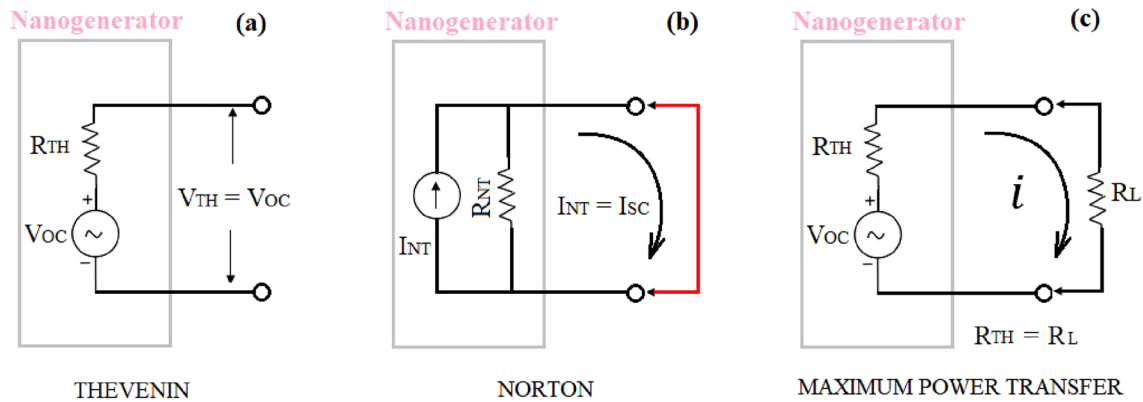 Nanogenerator (a)
RTH
VTH = VOC
+
VOC
−
THEVENIN
Nanogenerator (b)
RNT
INT = ISC
INT
NORTON
Nanogenerator (c)
RTH
i
RL
+
VOC
−
RTH = RL
MAXIMUM POWER TRANSFER